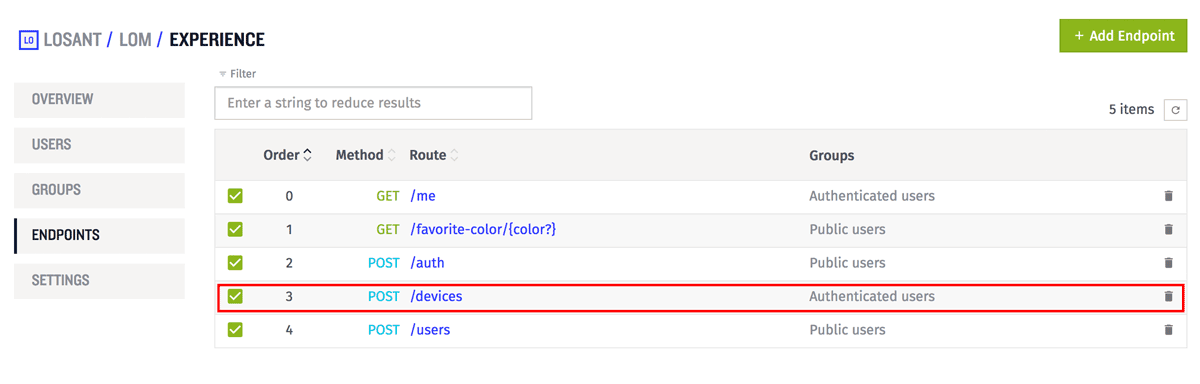 LO LOSANT / LOM / EXPERIENCE
+ Add Endpoint
OVERVIEW
USERS
GROUPS
ENDPOINTS
SETTINGS
Filter
Enter a string to reduce results
5 items
Order Method Route Groups
0 GET /me Authenticated users
1 GET /favorite-color/{color?} Public users
2 POST /auth Public users
3 POST /devices Authenticated users
4 POST /users Public users